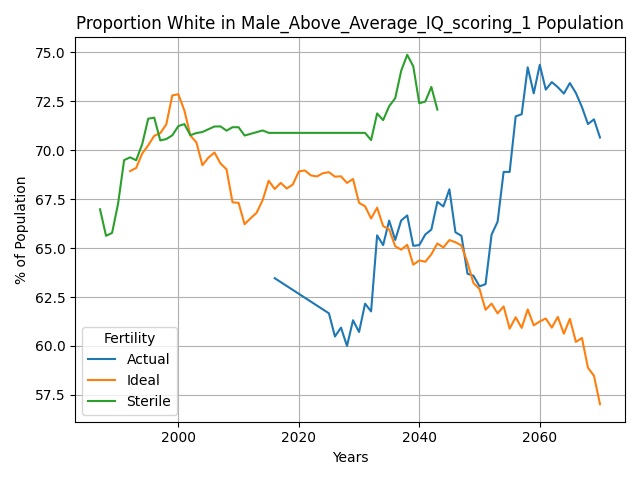 Proportion White in Male_Above_Average_IQ_scoring_1 Population
% of Population
75.0
72.5
70.0
67.5
65.0
62.5
60.0
57.5
Fertility
Actual
Ideal
Sterile
2000
2020
2040
2060
Years